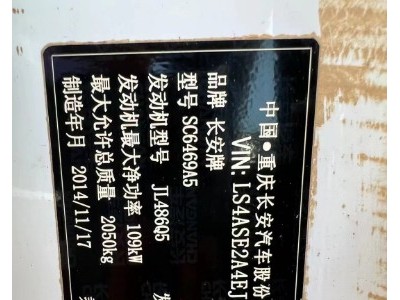 中国●重庆长安汽车股份
VIN: LS4ASE2A4EJ
品牌 长安牌
型号 SC6469A5
发动机型号 JL486Q5
发动机最大净功率 109kW
最大允许总质量 2050kg
制造年月 2014/11/17